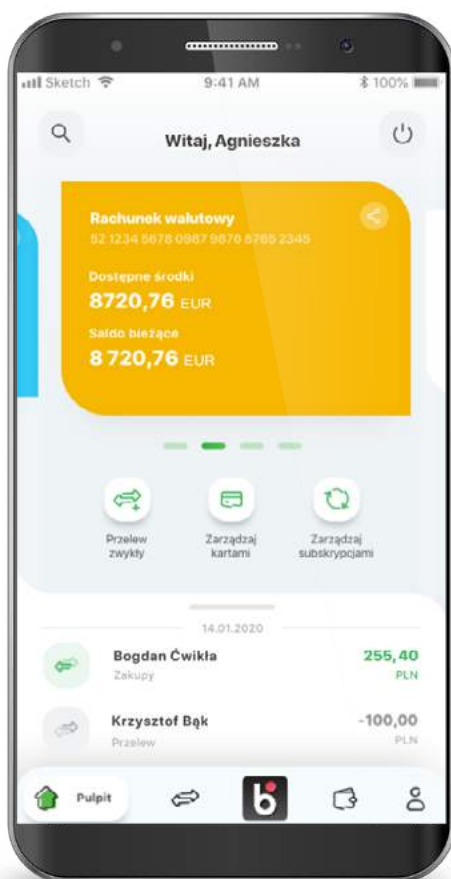 Sketch
9:41 AM
100%
Witaj, Agnieszka
Rachunek walutowy
52 1234 5678 0987 9876 8765 2345
Dostępne środki
8720,76 EUR
Saldo bieżące
8 720,76 EUR
Przelew
zwykły
Zarządzaj
kartami
Zarządzaj
subskrypcjami
14.01.2020
Bogdan Ćwikła
255,40
Zakupy
PLN
Krzysztof Bąk
-100,00
Przelew
PLN
Pulpit
b